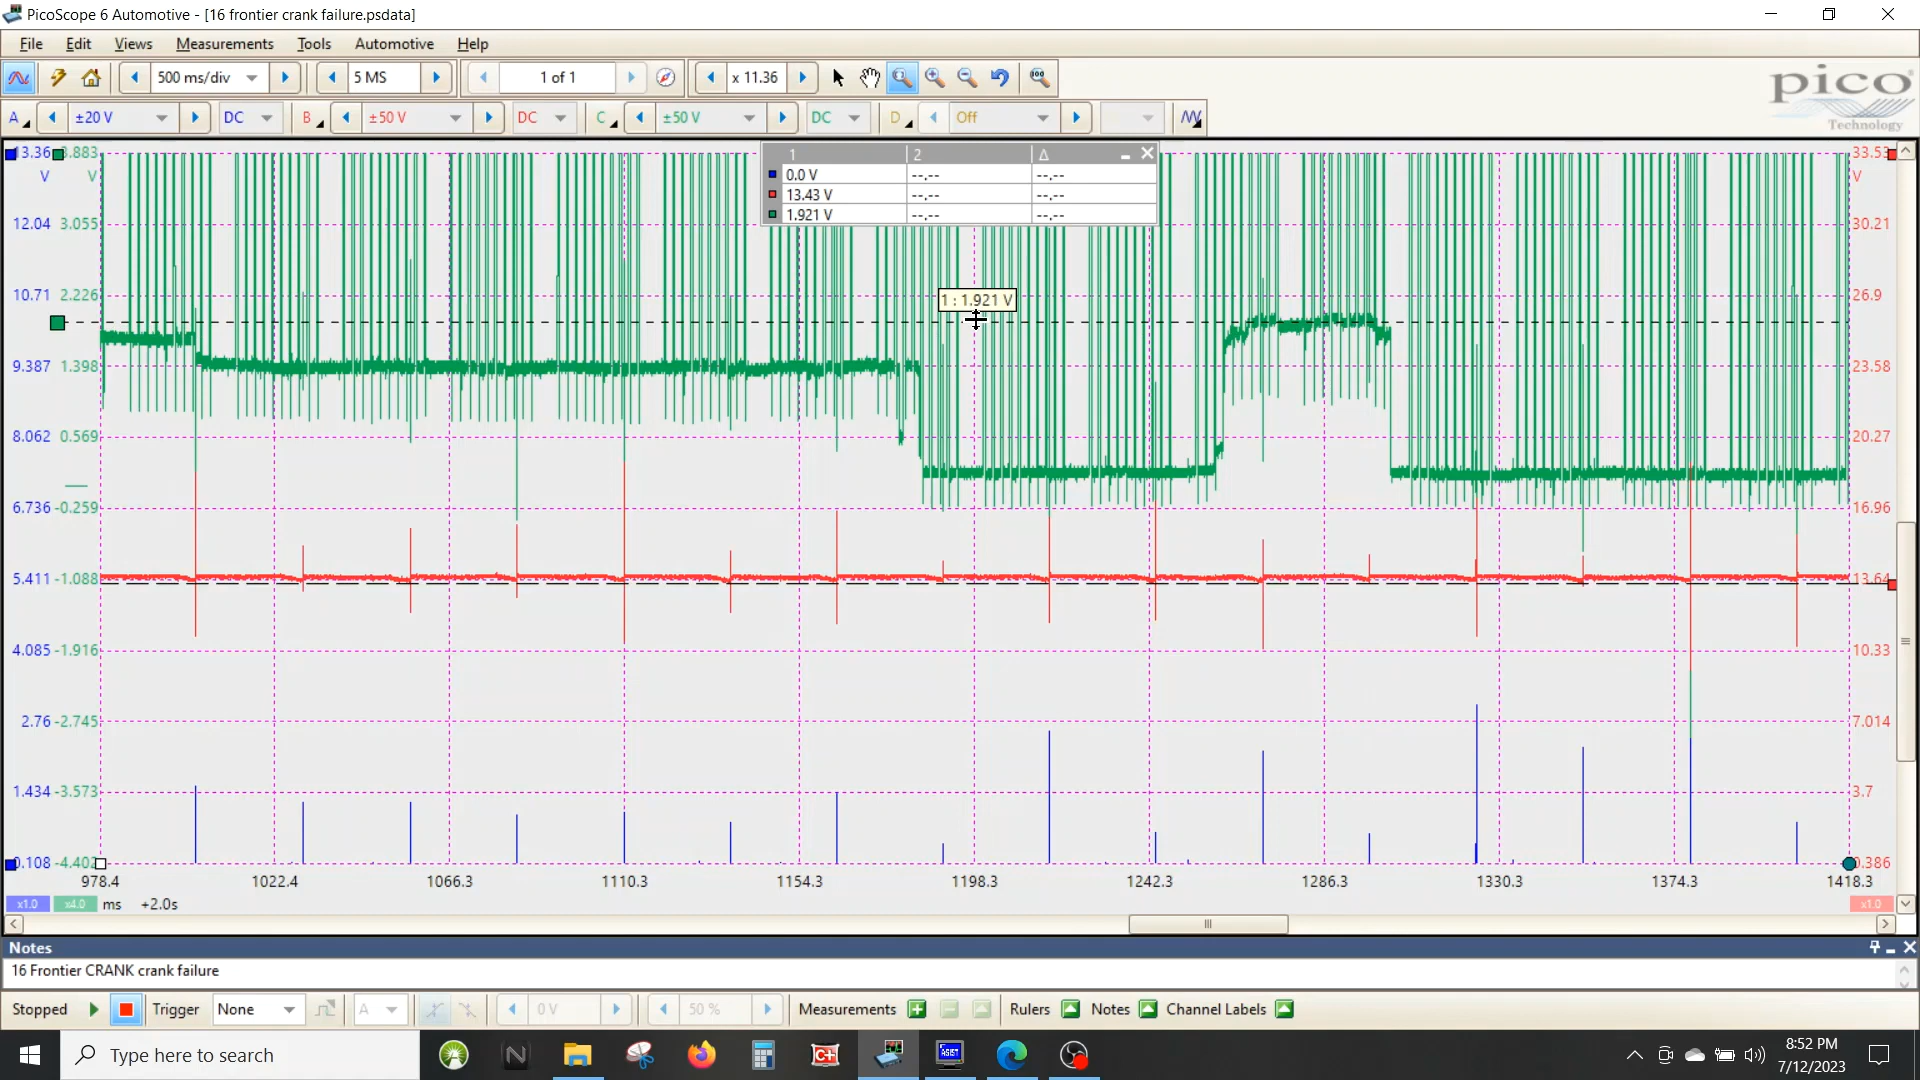 PicoScope 6 Automotive - [16 frontier crank failure.psdata]
File Edit Views Measurements Tools Automotive Help
500 ms/div 5 MS 1 of 1 x 11.36
pico
Technology
A ±20 V DC B ±50 V DC C ±50 V DC D Off
13.36 3.883 1 2 Δ 33.53
V V 0.0 V --.-- --.-- V
13.43 V --.-- --.--
1.921 V --.-- --.--
12.04 3.055 30.21
10.71 2.226 26.9
1 : 1.921 V
9.387 1.398 23.58
8.062 0.569 20.27
6.736 -0.259 16.96
5.411 -1.088 13.64
4.085 -1.916 10.33
2.76 -2.745 7.014
1.434 -3.573 3.7
0.108 -4.402 0.386
978.4 1022.4 1066.3 1110.3 1154.3 1198.3 1242.3 1286.3 1330.3 1374.3 1418.3
x1.0 x4.0 ms +2.0s x1.0
Notes
16 Frontier CRANK crank failure
Stopped Trigger None A 0 V 50 % Measurements Rulers Notes Channel Labels
Type here to search
N C+ ASIST
8:52 PM
7/12/2023